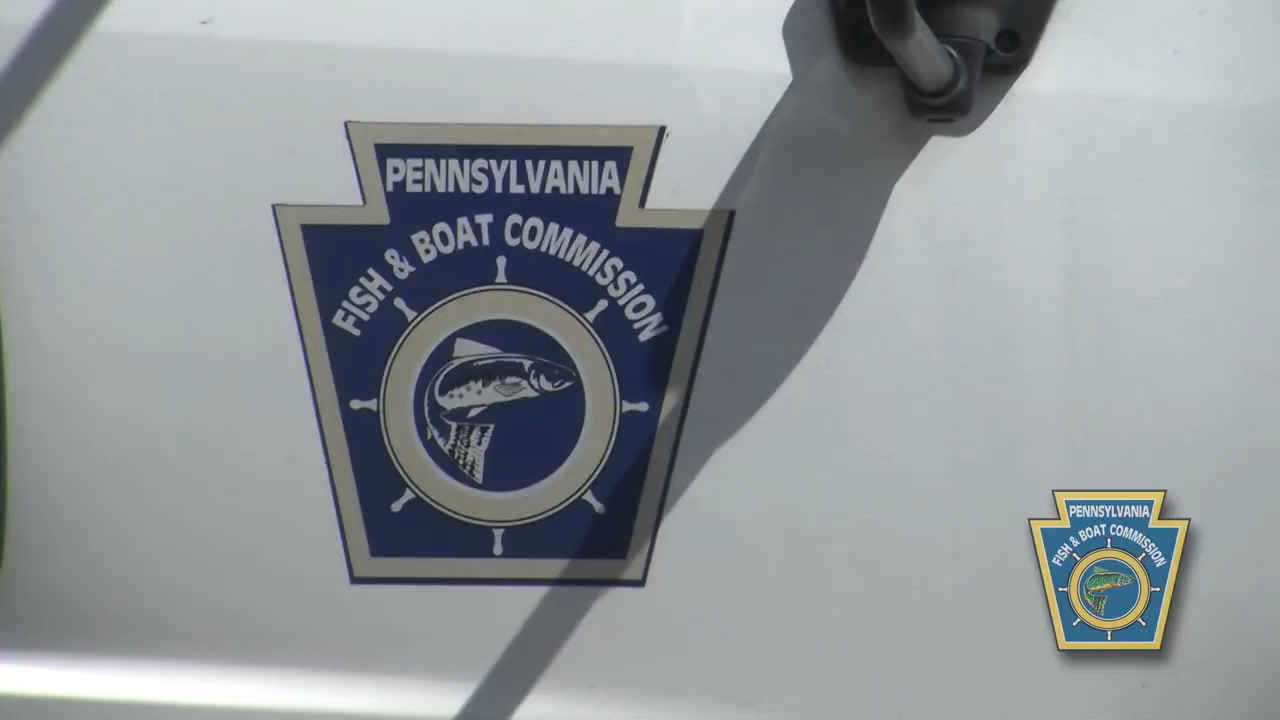 PENNSYLVANIA
FISH & BOAT COMMISSION
PENNSYLVANIA
FISH & BOAT COMMISSION